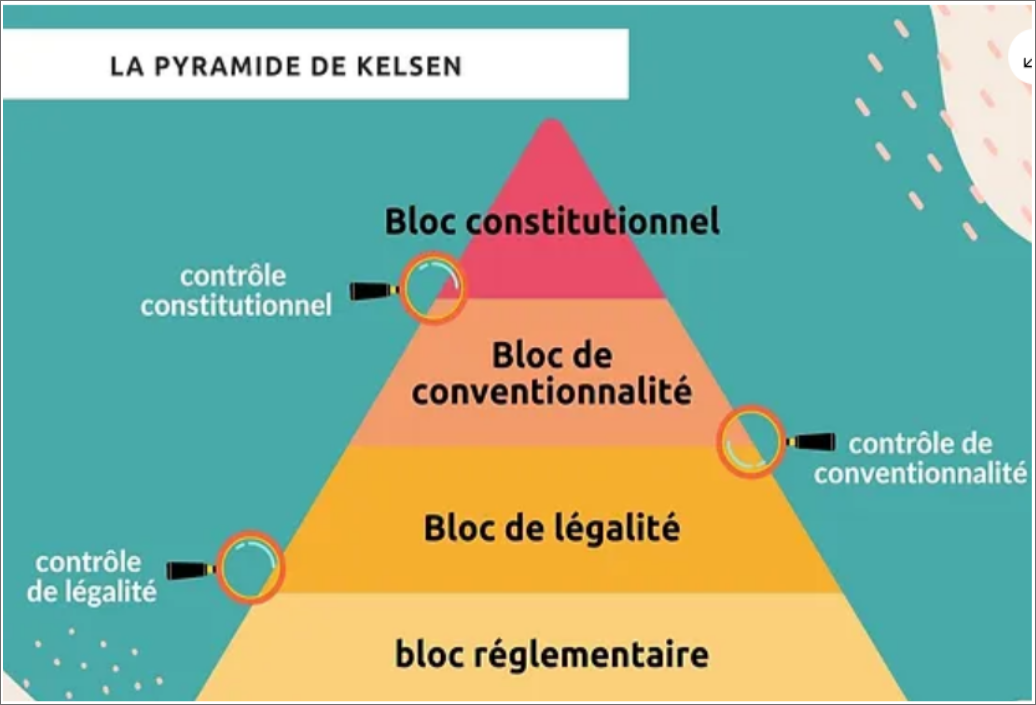 LA PYRAMIDE DE KELSEN
Bloc constitutionnel
contrôle
constitutionnel
Bloc de
conventionnalité
contrôle de
conventionnalité
Bloc de légalité
contrôle
de légalité
bloc réglementaire